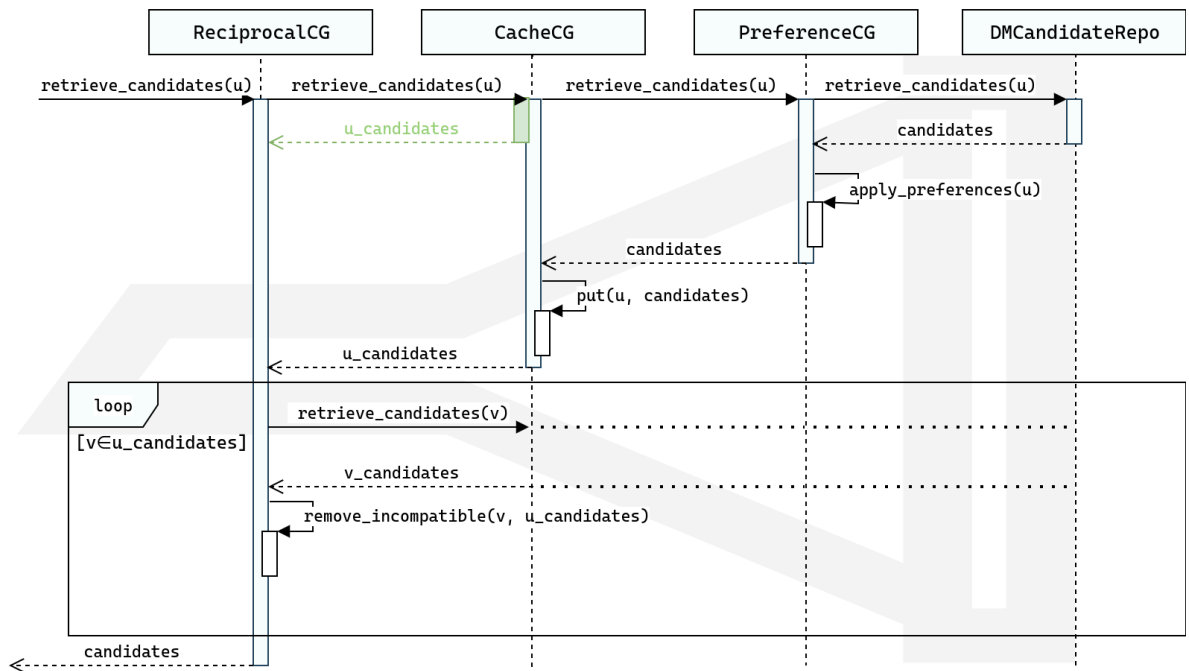 ReciprocalCG
CacheCG
PreferenceCG
DMCandidateRepo
retrieve_candidates(u)
retrieve_candidates(u)
retrieve_candidates(u)
retrieve_candidates(u)
u_candidates
candidates
apply_preferences(u)
candidates
put(u, candidates)
u_candidates
loop
retrieve_candidates(v)
[v∈u_candidates]
v_candidates
remove_incompatible(v, u_candidates)
candidates